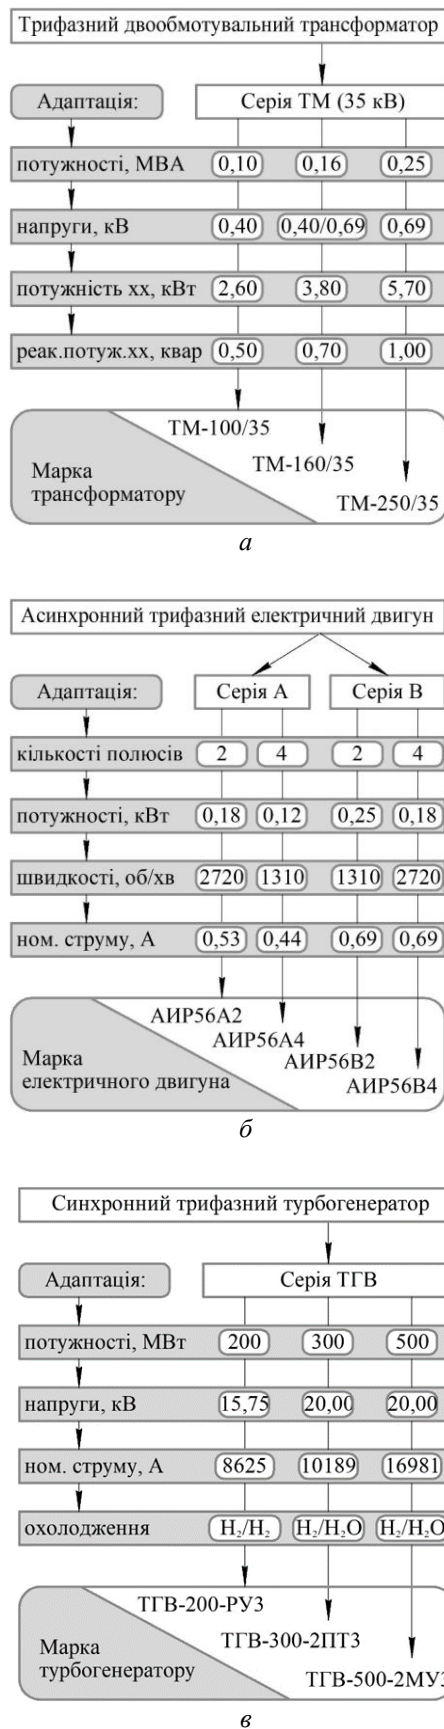 Трифазний двообмотувальний трансформатор
Адаптація: Серія ТМ (35 кВ)
потужності, МВА 0,10 0,16 0,25
напруги, кВ 0,40 0,40/0,69 0,69
потужність хх, кВт 2,60 3,80 5,70
реак.потуж.хх, квар 0,50 0,70 1,00
ТМ-100/35
ТМ-160/35
ТМ-250/35
Марка
трансформатору
а
Асинхронний трифазний електричний двигун
Адаптація: Серія А Серія В
кількості полюсів 2 4 2 4
потужності, кВт 0,18 0,12 0,25 0,18
швидкості, об/хв 2720 1310 1310 2720
ном. струму, А 0,53 0,44 0,69 0,69
АИР56А2
АИР56А4
АИР56В2
АИР56В4
Марка
електричного двигуна
б
Синхронний трифазний турбогенератор
Адаптація: Серія ТГВ
потужності, МВт 200 300 500
напруги, кВ 15,75 20,00 20,00
ном. струму, А 8625 10189 16981
охолодження H₂/H₂ H₂/H₂O H₂/H₂O
ТГВ-200-РУ3
ТГВ-300-2ПТ3
ТГВ-500-2МУ3
Марка
турбогенератору
в